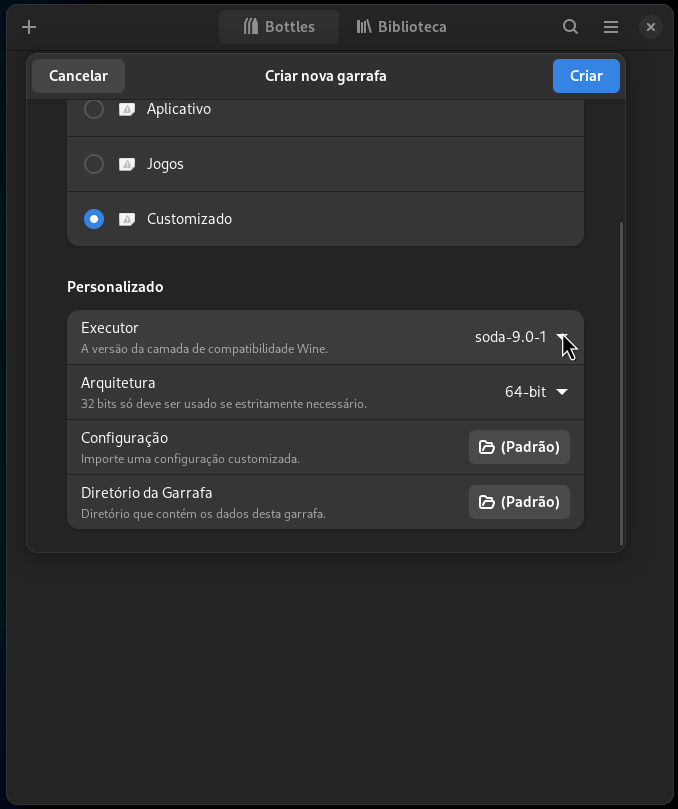 Bottles
Biblioteca
Cancelar
Criar nova garrafa
Criar
Aplicativo
Jogos
Customizado
Personalizado
Executor
A versão da camada de compatibilidade Wine.
soda-9.0-1
Arquitetura
32 bits só deve ser usado se estritamente necessário.
64-bit
Configuração
Importe uma configuração customizada.
(Padrão)
Diretório da Garrafa
Diretório que contém os dados desta garrafa.
(Padrão)